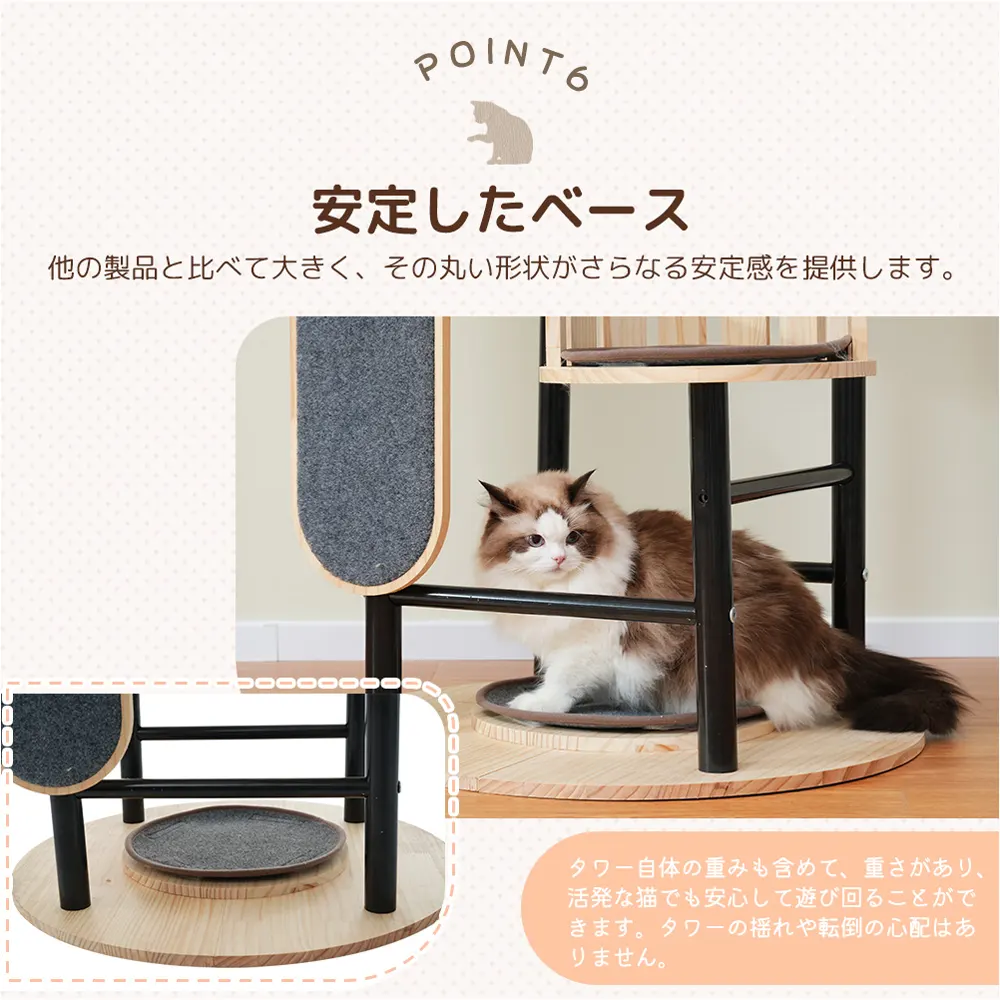 POINT6
安定したベース
他の製品と比べて大きく、その丸い形状がさらなる安定感を提供します。
タワー自体の重みも含めて、重さがあり、
活発な猫でも安心して遊び回ることがで
きます。タワーの揺れや転倒の心配はあ
りません。